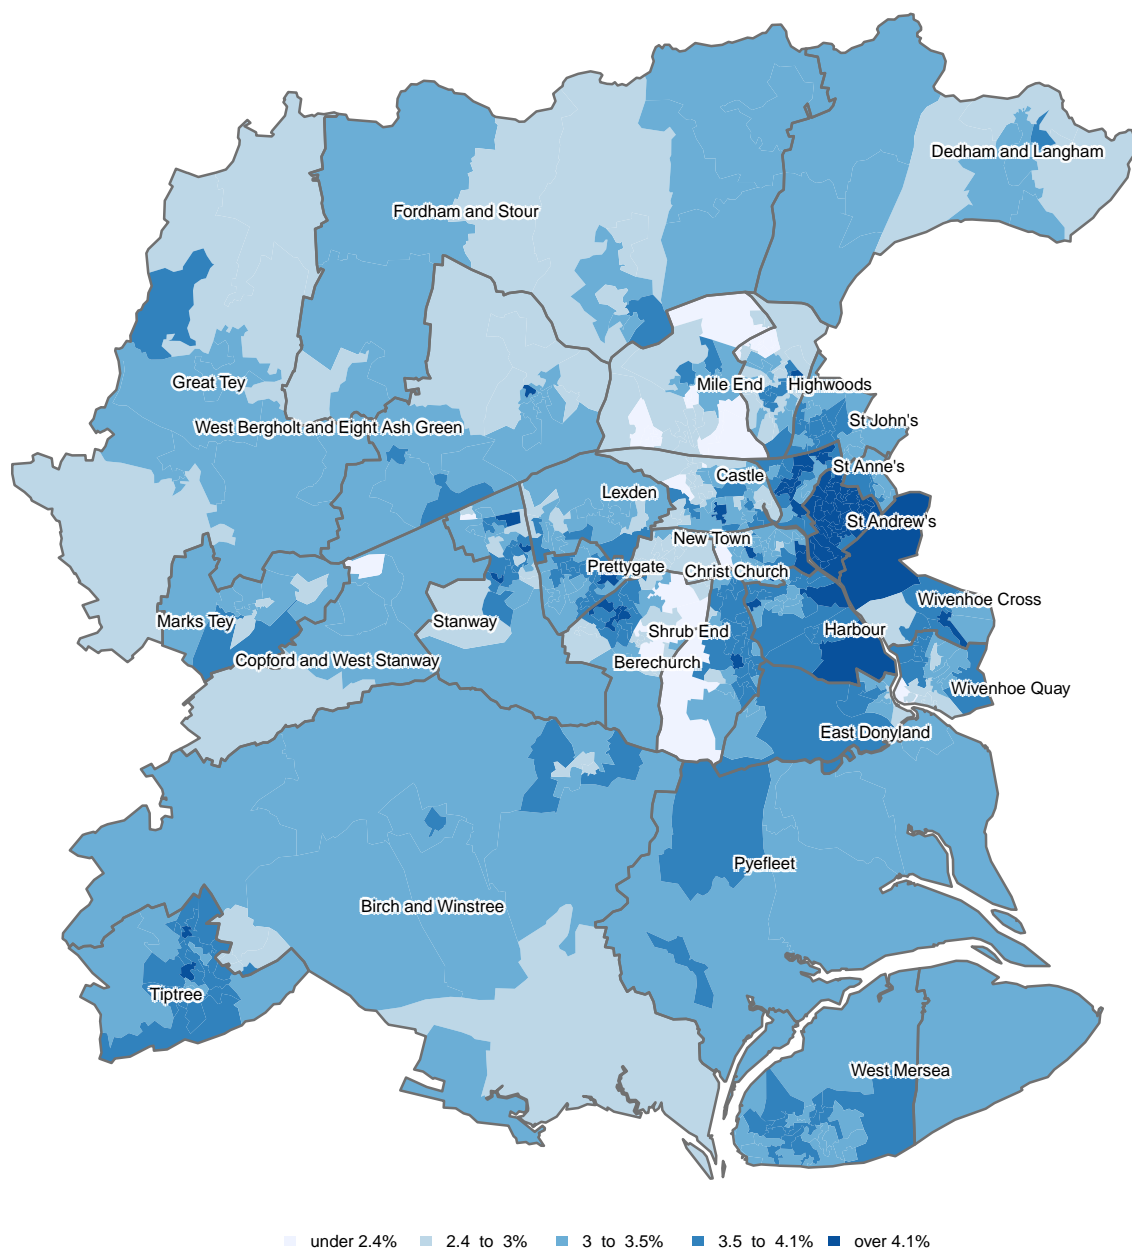 Dedham and Langham
Fordham and Stour
Great Tey
Mile End
Highwoods
West Bergholt and Eight Ash Green
St John's
St Anne's
Castle
Lexden
St Andrew's
New Town
Prettygate
Christ Church
Wivenhoe Cross
Marks Tey
Stanway
Shrub End
Harbour
Copford and West Stanway
Berechurch
Wivenhoe Quay
East Donyland
Pyefleet
Birch and Winstree
Tiptree
West Mersea
under 2.4% 2.4 to 3% 3 to 3.5% 3.5 to 4.1% over 4.1%